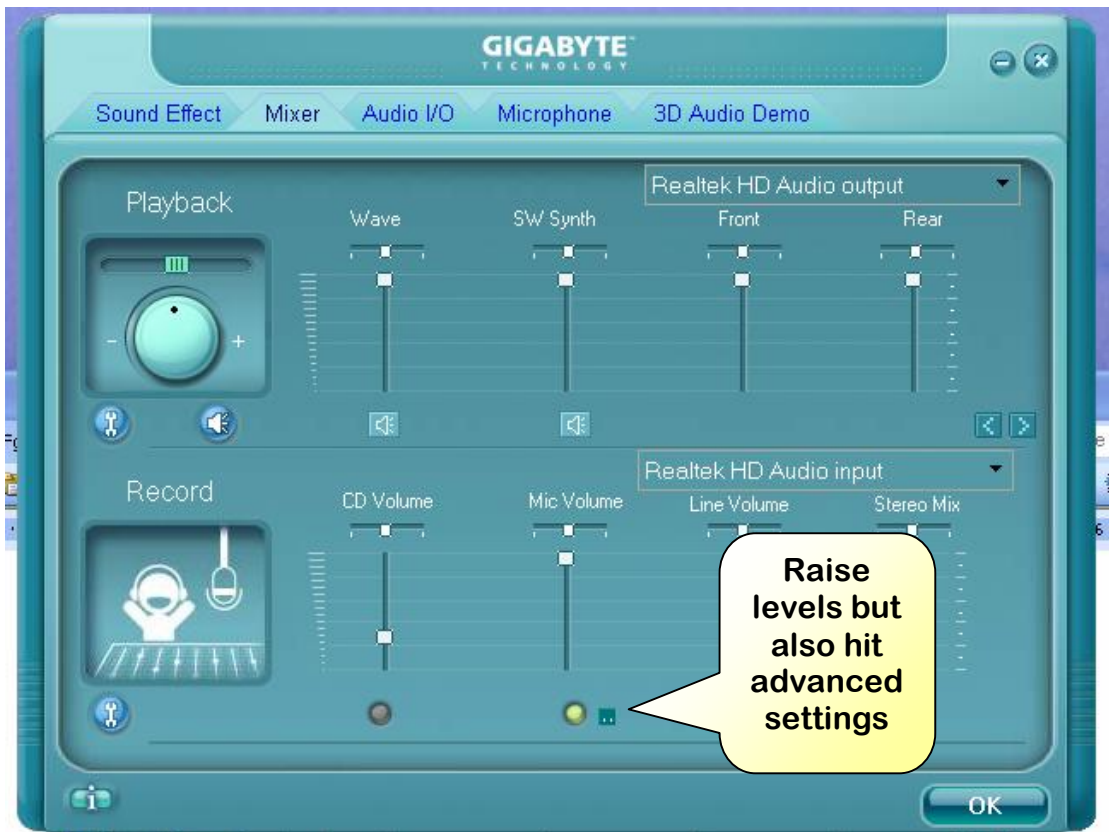 GIGABYTE™
TECHNOLOGY
Sound Effect Mixer Audio I/O Microphone 3D Audio Demo
Realtek HD Audio output
Playback
Wave SW Synth Front Rear
- +
< >
Realtek HD Audio input
Record
CD Volume Mic Volume Line Volume Stereo Mix
Raise
levels but
also hit
advanced
settings
i
OK